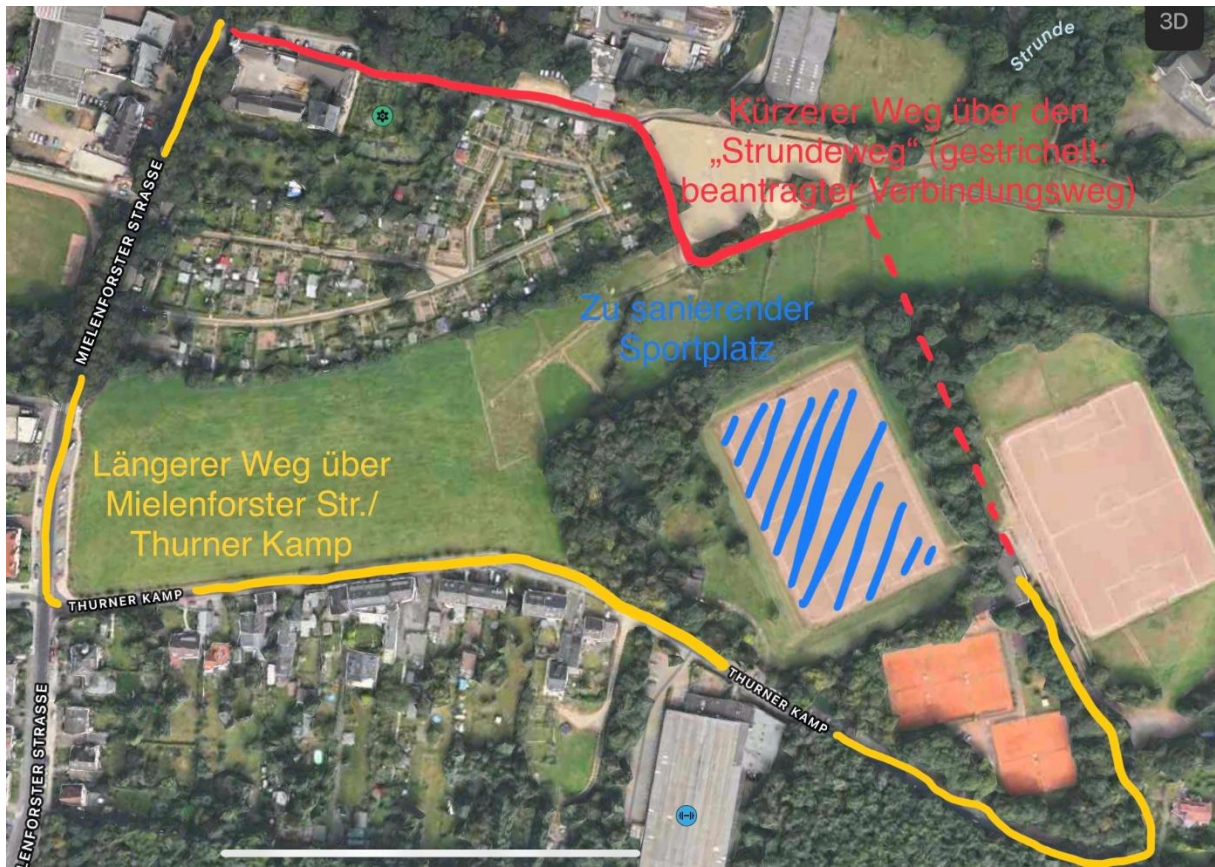 3D
Strunde
Kürzerer Weg über den
„Strundeweg“ (gestrichelt:
beantragter Verbindungsweg)
MIELENFORSTER STRASSE
Zu sanierender
Sportplatz
Längerer Weg über
Mielenforster Str./
Thurner Kamp
THURNER KAMP
THURNER KAMP
ELENFORSTER STRASSE